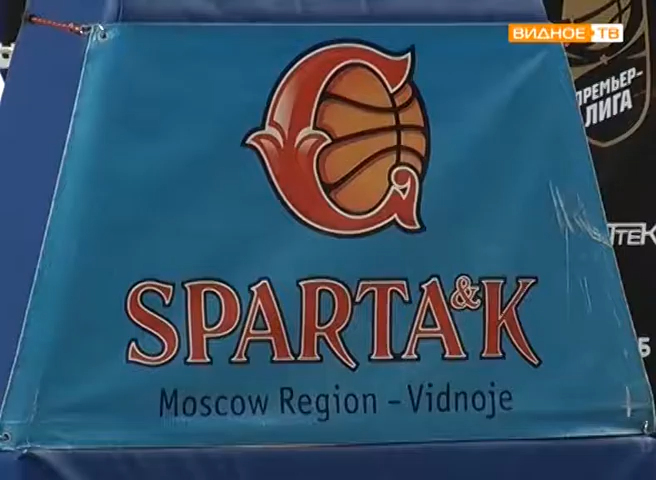 ВИДНОЕ ТВ
ПРЕМЬЕР-
ЛИГА
SPARTA&K
Moscow Region - Vidnoje